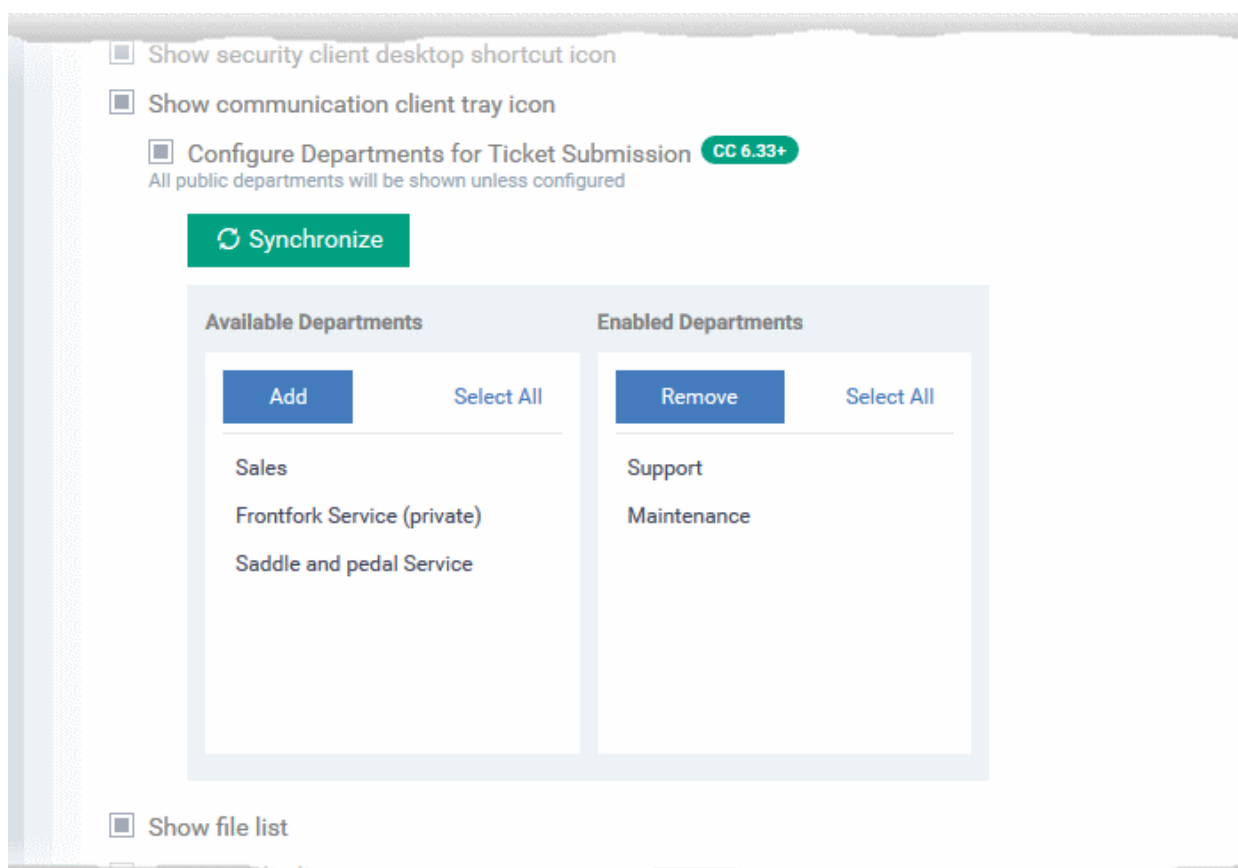 Show security client desktop shortcut icon
Show communication client tray icon
Configure Departments for Ticket Submission CC 6.33+
All public departments will be shown unless configured
Synchronize
Available Departments Enabled Departments
Add Select All Remove Select All
Sales Support
Frontfork Service (private) Maintenance
Saddle and pedal Service
Show file list